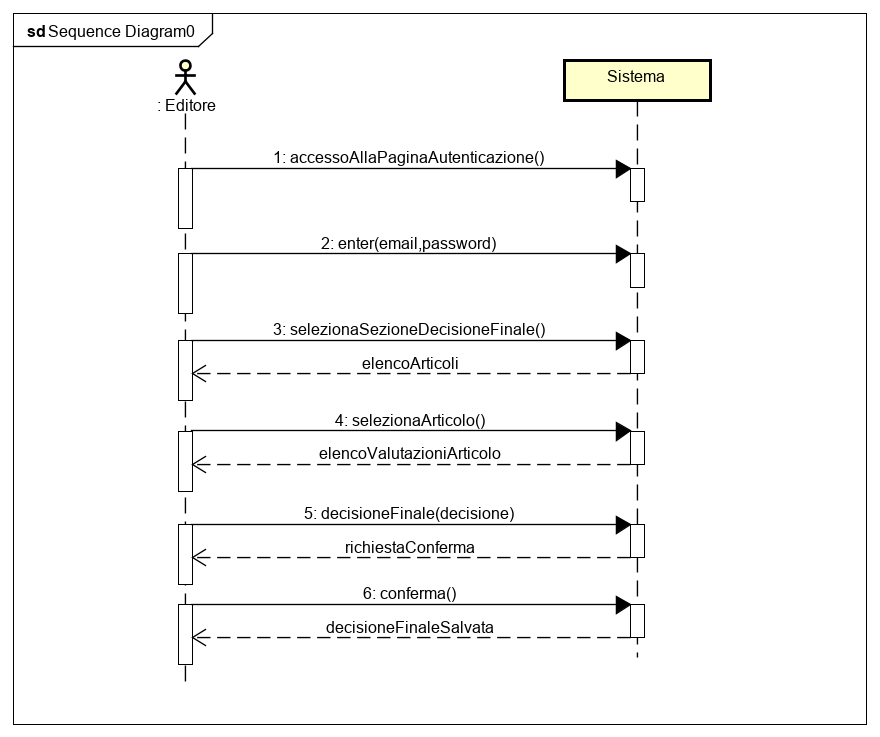 sd Sequence Diagram0
: Editore
Sistema
1: accessoAllaPaginaAutenticazione()
2: enter(email,password)
3: selezionaSezioneDecisioneFinale()
elencoArticoli
4: selezionaArticolo()
elencoValutazioniArticolo
5: decisioneFinale(decisione)
richiestaConferma
6: conferma()
decisioneFinaleSalvata